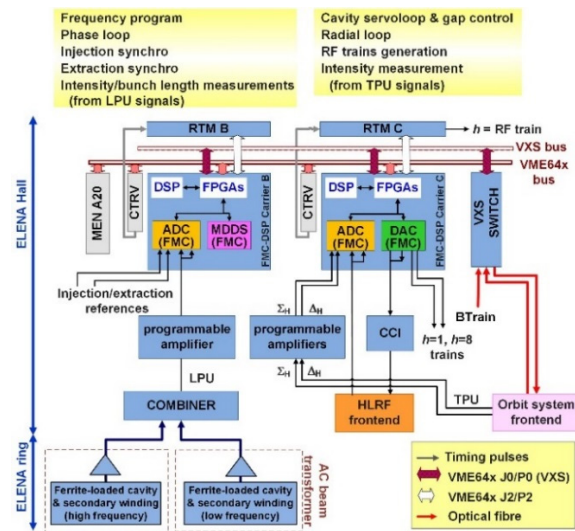 Frequency program
Phase loop
Injection synchro
Extraction synchro
Intensity/bunch length measurements
(from LPU signals)
Cavity servoloop & gap control
Radial loop
RF trains generation
Intensity measurement
(from TPU signals)
ELENA Hall
ELENA ring
RTM B
RTM C
h = RF train
VXS bus
VME64x
bus
MEN A20
CTRV
DSP
FPGAs
ADC
(FMC)
MDDS
(FMC)
FMC-DSP Carrier B
CTRV
DSP
FPGAs
ADC
(FMC)
DAC
(FMC)
FMC-DSP Carrier C
VXS
SWITCH
Injection/extraction
references
ΣH
ΔH
BTrain
programmable
amplifier
programmable
amplifiers
CCI
h=1, h=8
trains
LPU
ΣH
ΔH
TPU
COMBINER
HLRF
frontend
Orbit system
frontend
AC beam
transformer
Ferrite-loaded cavity
& secondary winding
(high frequency)
Ferrite-loaded cavity
& secondary winding
(low frequency)
Timing pulses
VME64x J0/P0 (VXS)
VME64x J2/P2
Optical fibre